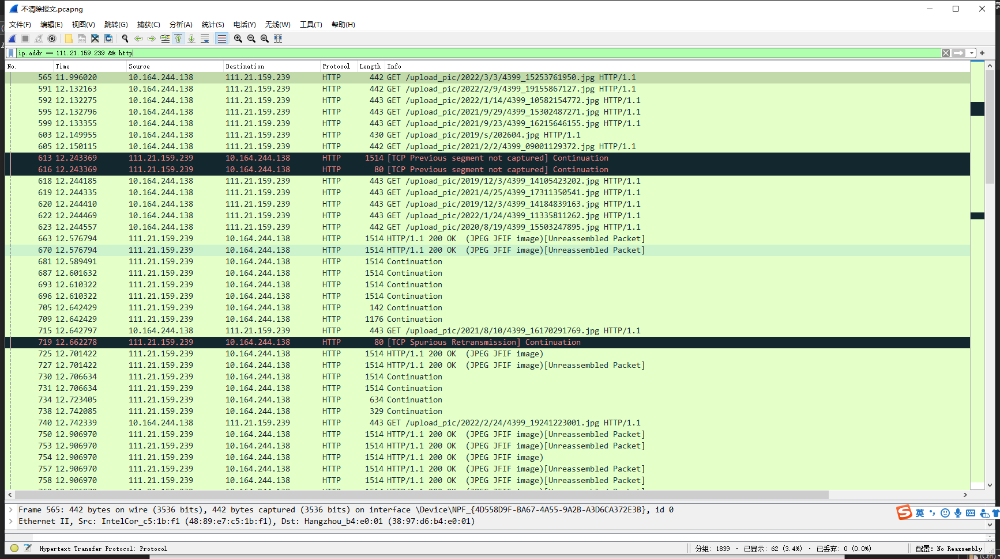 不清除报文.pcapng
文件(F) 编辑(E) 视图(V) 跳转(G) 捕获(C) 分析(A) 统计(S) 电话(Y) 无线(W) 工具(T) 帮助(H)
ip.addr == 111.21.159.239 && http
No. Time Source Destination Protocol Length Info
565 11.996020 10.164.244.138 111.21.159.239 HTTP 442 GET /upload_pic/2022/3/3/4399_15253761950.jpg HTTP/1.1
591 12.132163 10.164.244.138 111.21.159.239 HTTP 442 GET /upload_pic/2022/2/9/4399_19155867127.jpg HTTP/1.1
592 12.132275 10.164.244.138 111.21.159.239 HTTP 443 GET /upload_pic/2022/1/14/4399_10582154772.jpg HTTP/1.1
595 12.132796 10.164.244.138 111.21.159.239 HTTP 443 GET /upload_pic/2021/9/29/4399_15302487271.jpg HTTP/1.1
599 12.133355 10.164.244.138 111.21.159.239 HTTP 443 GET /upload_pic/2021/9/23/4399_16215646155.jpg HTTP/1.1
603 12.149955 10.164.244.138 111.21.159.239 HTTP 430 GET /upload_pic/2019/s/202604.jpg HTTP/1.1
605 12.150115 10.164.244.138 111.21.159.239 HTTP 442 GET /upload_pic/2021/2/2/4399_09001129372.jpg HTTP/1.1
613 12.243369 111.21.159.239 10.164.244.138 HTTP 1514 [TCP Previous segment not captured] Continuation
616 12.243369 111.21.159.239 10.164.244.138 HTTP 80 [TCP Previous segment not captured] Continuation
618 12.244185 10.164.244.138 111.21.159.239 HTTP 443 GET /upload_pic/2019/12/3/4399_14105423202.jpg HTTP/1.1
619 12.244335 10.164.244.138 111.21.159.239 HTTP 443 GET /upload_pic/2021/4/25/4399_17311350541.jpg HTTP/1.1
620 12.244410 10.164.244.138 111.21.159.239 HTTP 443 GET /upload_pic/2019/12/3/4399_14184839163.jpg HTTP/1.1
622 12.244469 10.164.244.138 111.21.159.239 HTTP 443 GET /upload_pic/2022/1/24/4399_11335811262.jpg HTTP/1.1
623 12.244557 10.164.244.138 111.21.159.239 HTTP 442 GET /upload_pic/2020/8/19/4399_15503247895.jpg HTTP/1.1
663 12.576794 111.21.159.239 10.164.244.138 HTTP 1514 HTTP/1.1 200 OK (JPEG JFIF image)[Unreassembled Packet]
670 12.576794 111.21.159.239 10.164.244.138 HTTP 1514 HTTP/1.1 200 OK (JPEG JFIF image)[Unreassembled Packet]
681 12.589491 111.21.159.239 10.164.244.138 HTTP 1514 Continuation
687 12.601632 111.21.159.239 10.164.244.138 HTTP 1514 Continuation
693 12.610322 111.21.159.239 10.164.244.138 HTTP 1514 Continuation
696 12.610322 111.21.159.239 10.164.244.138 HTTP 1514 Continuation
705 12.642429 111.21.159.239 10.164.244.138 HTTP 142 Continuation
709 12.642429 111.21.159.239 10.164.244.138 HTTP 1176 Continuation
715 12.642797 10.164.244.138 111.21.159.239 HTTP 443 GET /upload_pic/2021/8/10/4399_16170291769.jpg HTTP/1.1
719 12.662278 111.21.159.239 10.164.244.138 HTTP 80 [TCP Spurious Retransmission] Continuation
725 12.701422 111.21.159.239 10.164.244.138 HTTP 1514 HTTP/1.1 200 OK (JPEG JFIF image)
727 12.701422 111.21.159.239 10.164.244.138 HTTP 1514 HTTP/1.1 200 OK (JPEG JFIF image)[Unreassembled Packet]
730 12.706634 111.21.159.239 10.164.244.138 HTTP 1514 Continuation
731 12.706634 111.21.159.239 10.164.244.138 HTTP 1514 Continuation
734 12.723405 111.21.159.239 10.164.244.138 HTTP 634 Continuation
738 12.742085 111.21.159.239 10.164.244.138 HTTP 329 Continuation
740 12.742339 10.164.244.138 111.21.159.239 HTTP 443 GET /upload_pic/2022/2/24/4399_19241223001.jpg HTTP/1.1
750 12.906970 111.21.159.239 10.164.244.138 HTTP 1514 HTTP/1.1 200 OK (JPEG JFIF image)[Unreassembled Packet]
753 12.906970 111.21.159.239 10.164.244.138 HTTP 1514 HTTP/1.1 200 OK (JPEG JFIF image)[Unreassembled Packet]
754 12.906970 111.21.159.239 10.164.244.138 HTTP 1514 HTTP/1.1 200 OK (JPEG JFIF image)
757 12.906970 111.21.159.239 10.164.244.138 HTTP 1514 HTTP/1.1 200 OK (JPEG JFIF image)[Unreassembled Packet]
758 12.906970 111.21.159.239 10.164.244.138 HTTP 1514 HTTP/1.1 200 OK (JPEG JFIF image)[Unreassembled Packet]
Frame 565: 442 bytes on wire (3536 bits), 442 bytes captured (3536 bits) on interface \Device\NPF_{4D558D9F-BA67-4A55-9A2B-A3D6CA372E3B}, id 0
Ethernet II, Src: IntelCor_c5:1b:f1 (48:89:e7:c5:1b:f1), Dst: Hangzhou_b4:e0:01 (38:97:d6:b4:e0:01)
英
Hypertext Transfer Protocol: Protocol 分组: 1839 · 已显示: 62 (3.4%) · 已丢弃: 0 (0.0%) 配置: No Reassembly